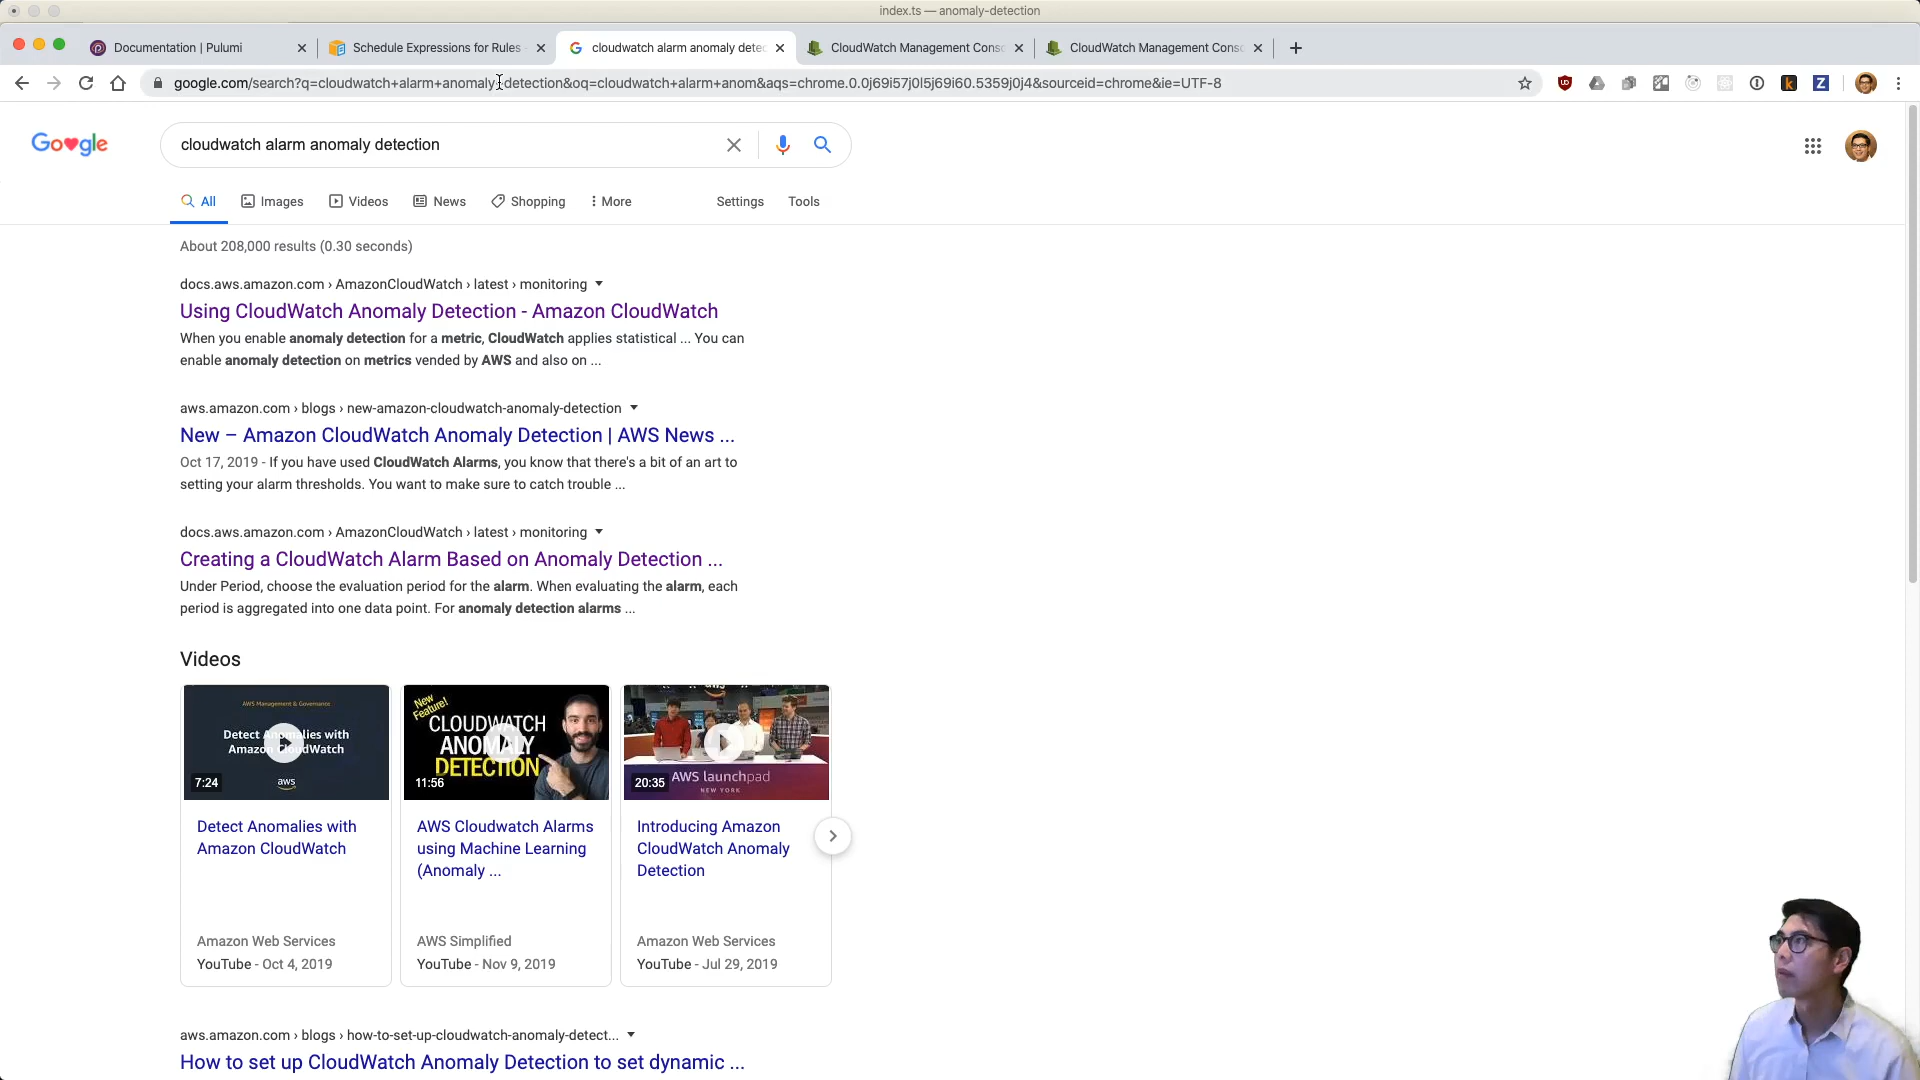 index.ts — anomaly-detection
Documentation | Pulumi
Schedule Expressions for Rules
cloudwatch alarm anomaly detec
CloudWatch Management Conso
CloudWatch Management Conso
google.com/search?q=cloudwatch+alarm+anomaly+detection&oq=cloudwatch+alarm+anom&aqs=chrome.0.0j69i57j0l5j69i60.5359j0j4&sourceid=chrome&ie=UTF-8
Google
cloudwatch alarm anomaly detection
All
Images
Videos
News
Shopping
More
Settings
Tools
About 208,000 results (0.30 seconds)
docs.aws.amazon.com › AmazonCloudWatch › latest › monitoring
Using CloudWatch Anomaly Detection - Amazon CloudWatch
When you enable anomaly detection for a metric, CloudWatch applies statistical ... You can
enable anomaly detection on metrics vended by AWS and also on ...
aws.amazon.com › blogs › new-amazon-cloudwatch-anomaly-detection
New – Amazon CloudWatch Anomaly Detection | AWS News ...
Oct 17, 2019 - If you have used CloudWatch Alarms, you know that there's a bit of an art to
setting your alarm thresholds. You want to make sure to catch trouble ...
docs.aws.amazon.com › AmazonCloudWatch › latest › monitoring
Creating a CloudWatch Alarm Based on Anomaly Detection ...
Under Period, choose the evaluation period for the alarm. When evaluating the alarm, each
period is aggregated into one data point. For anomaly detection alarms ...
Videos
AWS Management & Governance
Detect Anomalies with
Amazon CloudWatch
aws
7:24
New
Feature!
CLOUDWATCH
ANOMALY
DETECTION
11:56
AWS launchpad
NEW YORK
20:35
Detect Anomalies with
Amazon CloudWatch
Amazon Web Services
YouTube - Oct 4, 2019
AWS Cloudwatch Alarms
using Machine Learning
(Anomaly ...
AWS Simplified
YouTube - Nov 9, 2019
Introducing Amazon
CloudWatch Anomaly
Detection
Amazon Web Services
YouTube - Jul 29, 2019
aws.amazon.com › blogs › how-to-set-up-cloudwatch-anomaly-detect...
How to set up CloudWatch Anomaly Detection to set dynamic ...